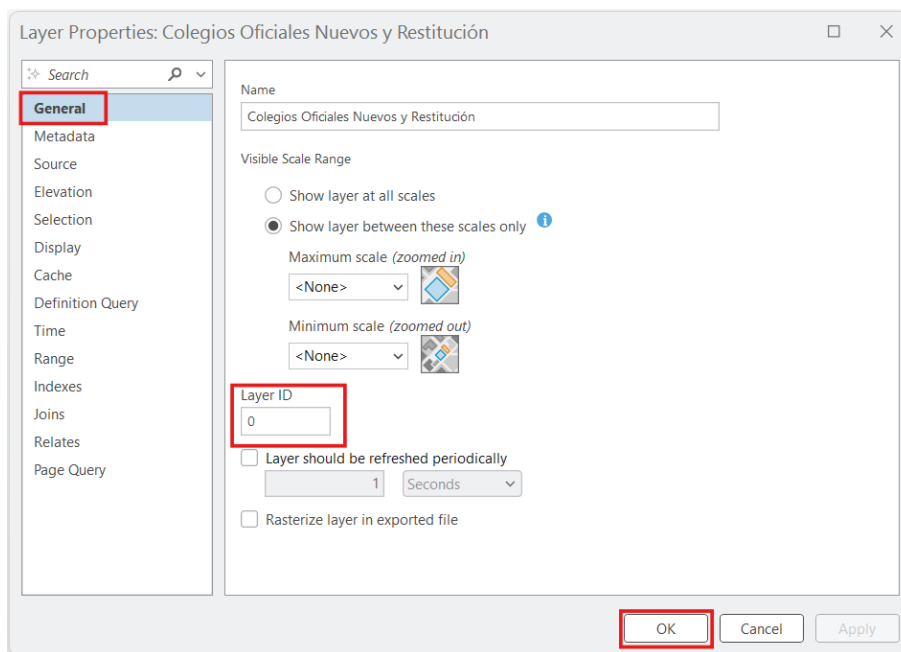 Layer Properties: Colegios Oficiales Nuevos y Restitución
Search
General
Metadata
Source
Elevation
Selection
Display
Cache
Definition Query
Time
Range
Indexes
Joins
Relates
Page Query
Name
Colegios Oficiales Nuevos y Restitución
Visible Scale Range
Show layer at all scales
Show layer between these scales only
Maximum scale (zoomed in)
<None>
Minimum scale (zoomed out)
<None>
Layer ID
0
Layer should be refreshed periodically
1 Seconds
Rasterize layer in exported file
OK Cancel Apply